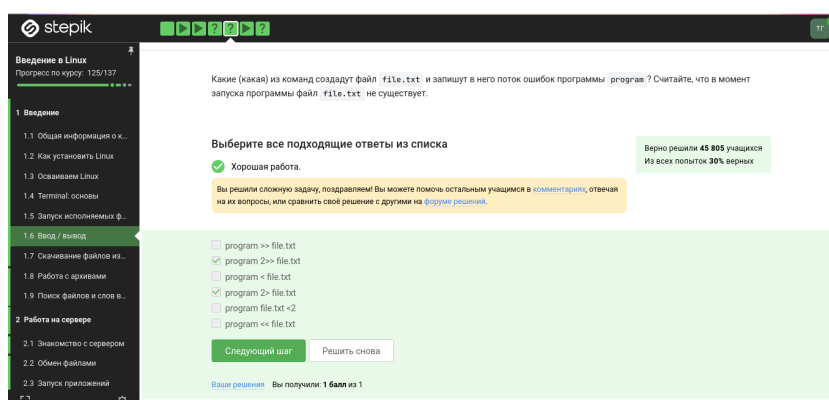 stepik
ТГ
Введение в Linux
Прогресс по курсу: 125/137
1 Введение
1.1 Общая информация о к...
1.2 Как установить Linux
1.3 Осваиваем Linux
1.4 Terminal: основы
1.5 Запуск исполняемых ф...
1.6 Ввод / вывод
1.7 Скачивание файлов из...
1.8 Работа с архивами
1.9 Поиск файлов и слов в...
2 Работа на сервере
2.1 Знакомство с сервером
2.2 Обмен файлами
2.3 Запуск приложений
Какие (какая) из команд создадут файл file.txt и запишут в него поток ошибок программы program? Считайте, что в момент
запуска программы файл file.txt не существует.
Выберите все подходящие ответы из списка
Хорошая работа.
Верно решили 45 805 учащихся
Из всех попыток 30% верных
Вы решили сложную задачу, поздравляем! Вы можете помочь остальным учащимся в комментариях, отвечая
на их вопросы, или сравнить своё решение с другими на форуме решений.
program >> file.txt
program 2>> file.txt
program < file.txt
program 2> file.txt
program file.txt <2
program << file.txt
Следующий шаг
Решить снова
Ваши решения Вы получили: 1 балл из 1